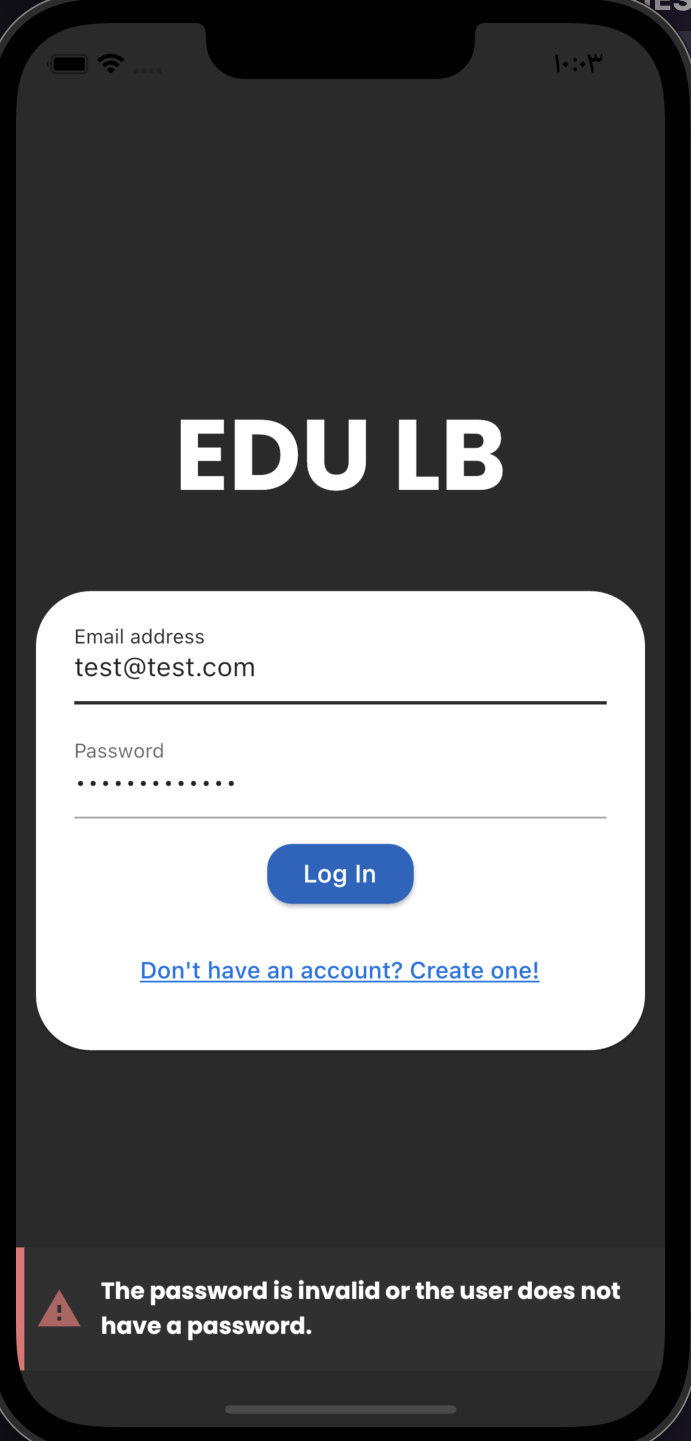 ١٠:٠٣
EDU LB
Email address
test@test.com
Password
•••••••••••••
Log In
Don't have an account? Create one!
The password is invalid or the user does not
have a password.